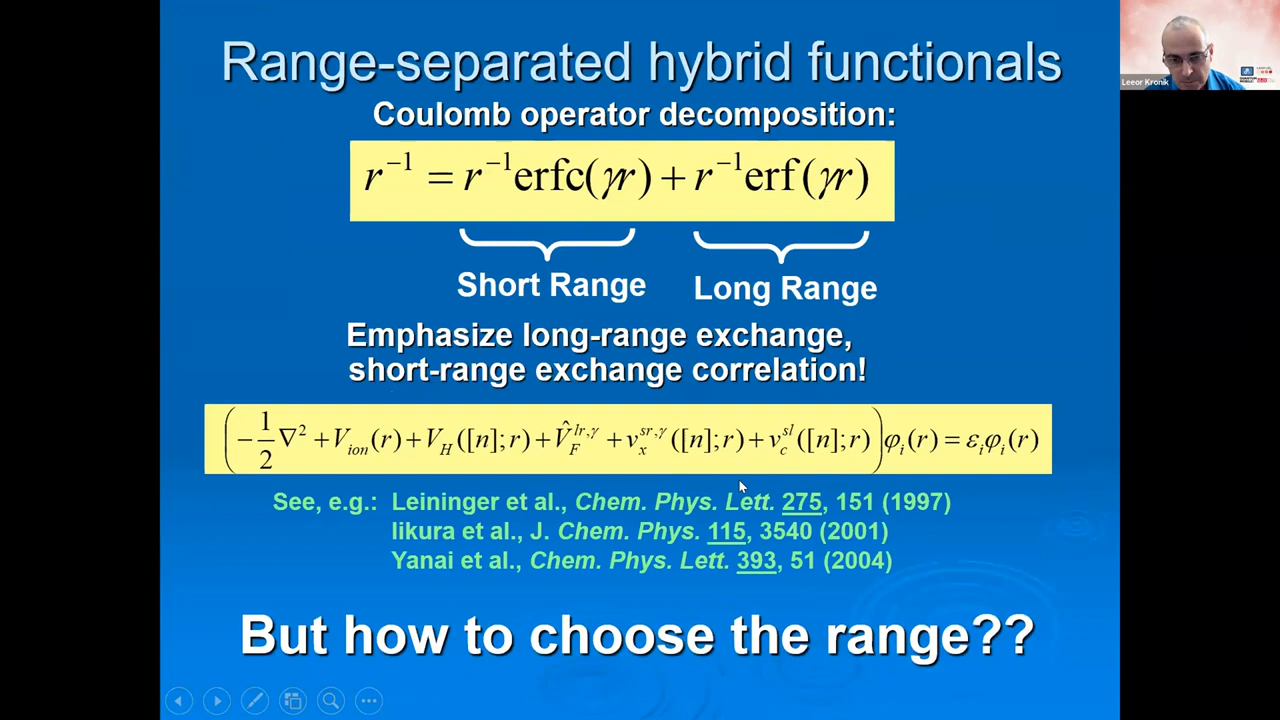 Range-separated hybrid functionals
Coulomb operator decomposition:
r⁻¹ = r⁻¹erfc(γr) + r⁻¹erf(γr)
Short Range
Long Range
Emphasize long-range exchange,
short-range exchange correlation!
(−1/2 ∇² + V_ion(r) + V_H([n];r) + V̂_F^{lr,γ} + v_x^{sr,γ}([n];r) + v_c^{sl}([n];r)) φ_i(r) = ε_i φ_i(r)
See, e.g.: Leininger et al., Chem. Phys. Lett. 275, 151 (1997)
Iikura et al., J. Chem. Phys. 115, 3540 (2001)
Yanai et al., Chem. Phys. Lett. 393, 51 (2004)
But how to choose the range??
Leeor Kronik